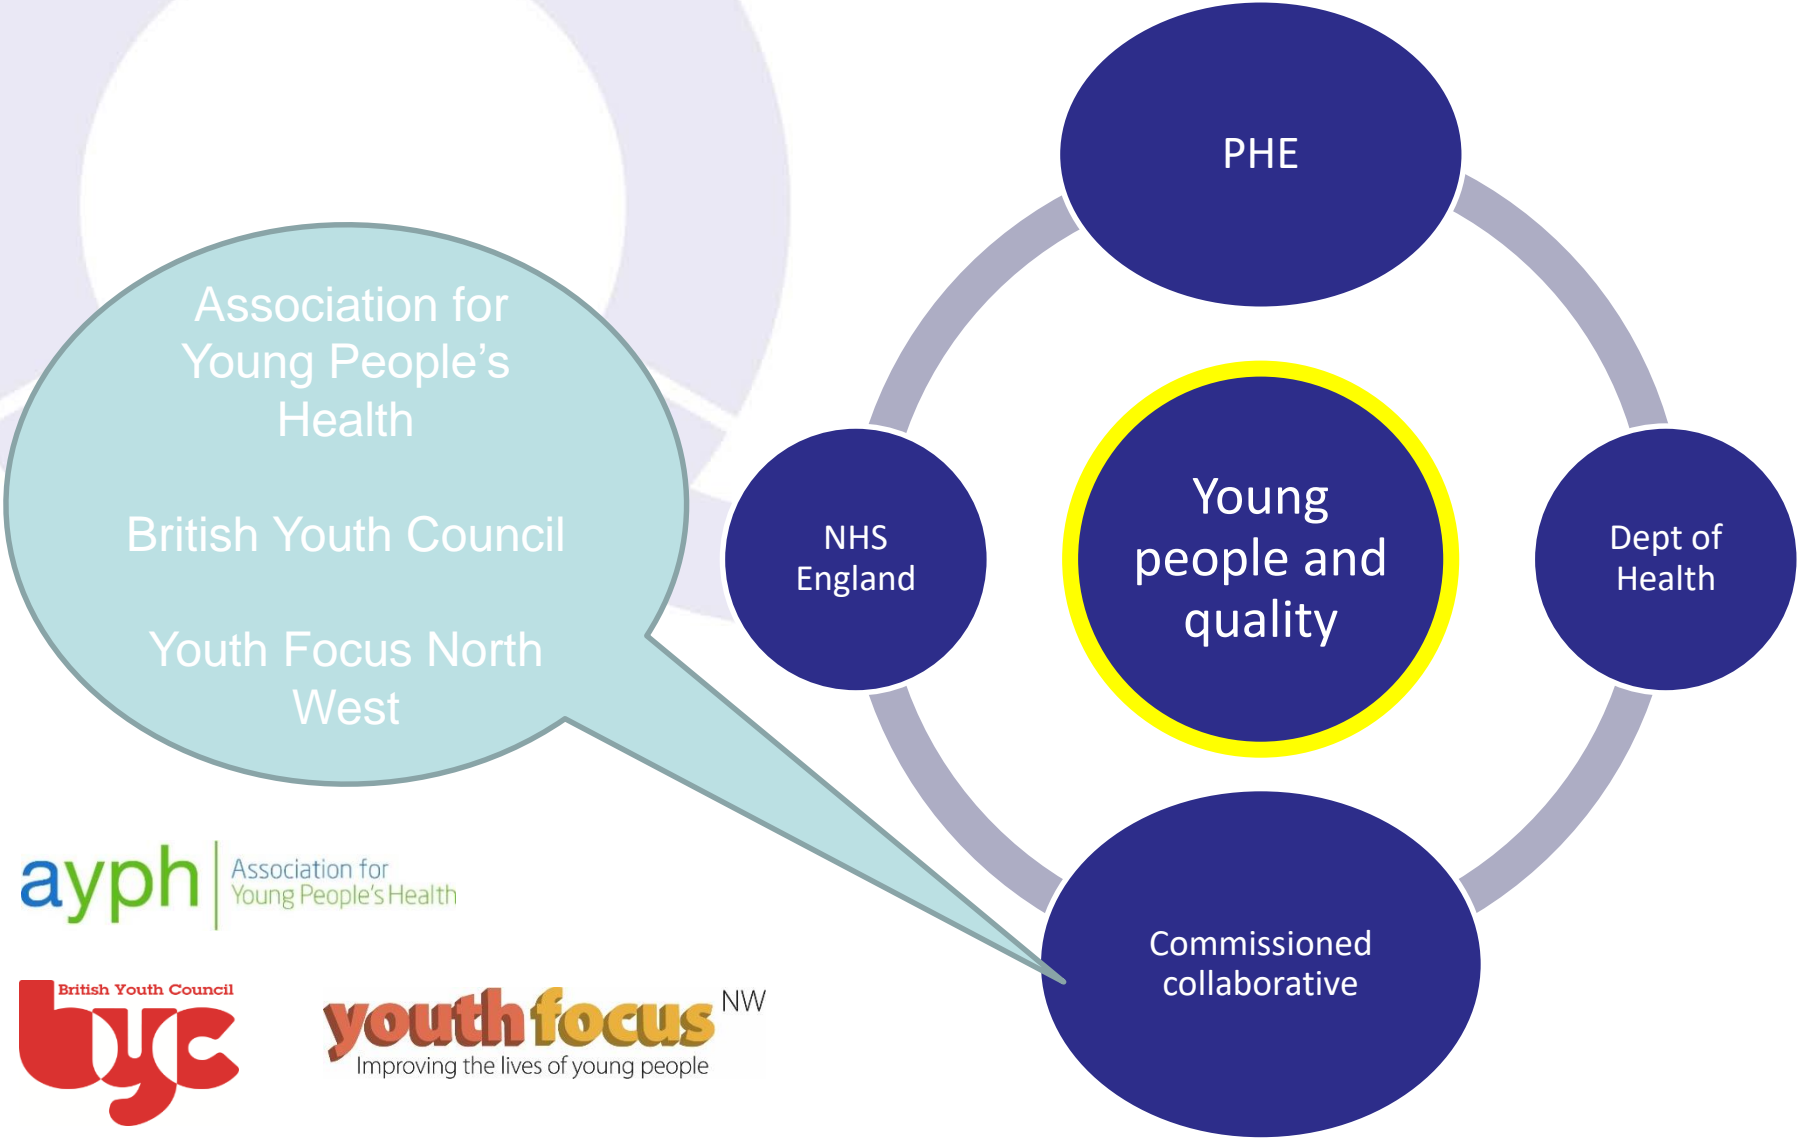 Association for
Young People’s
Health
British Youth Council
Youth Focus North
West
PHE
NHS
England
Young
people and
quality
Dept of
Health
Commissioned
collaborative
ayph
Association for
Young People's Health
British Youth Council
byc
youth focus NW
Improving the lives of young people